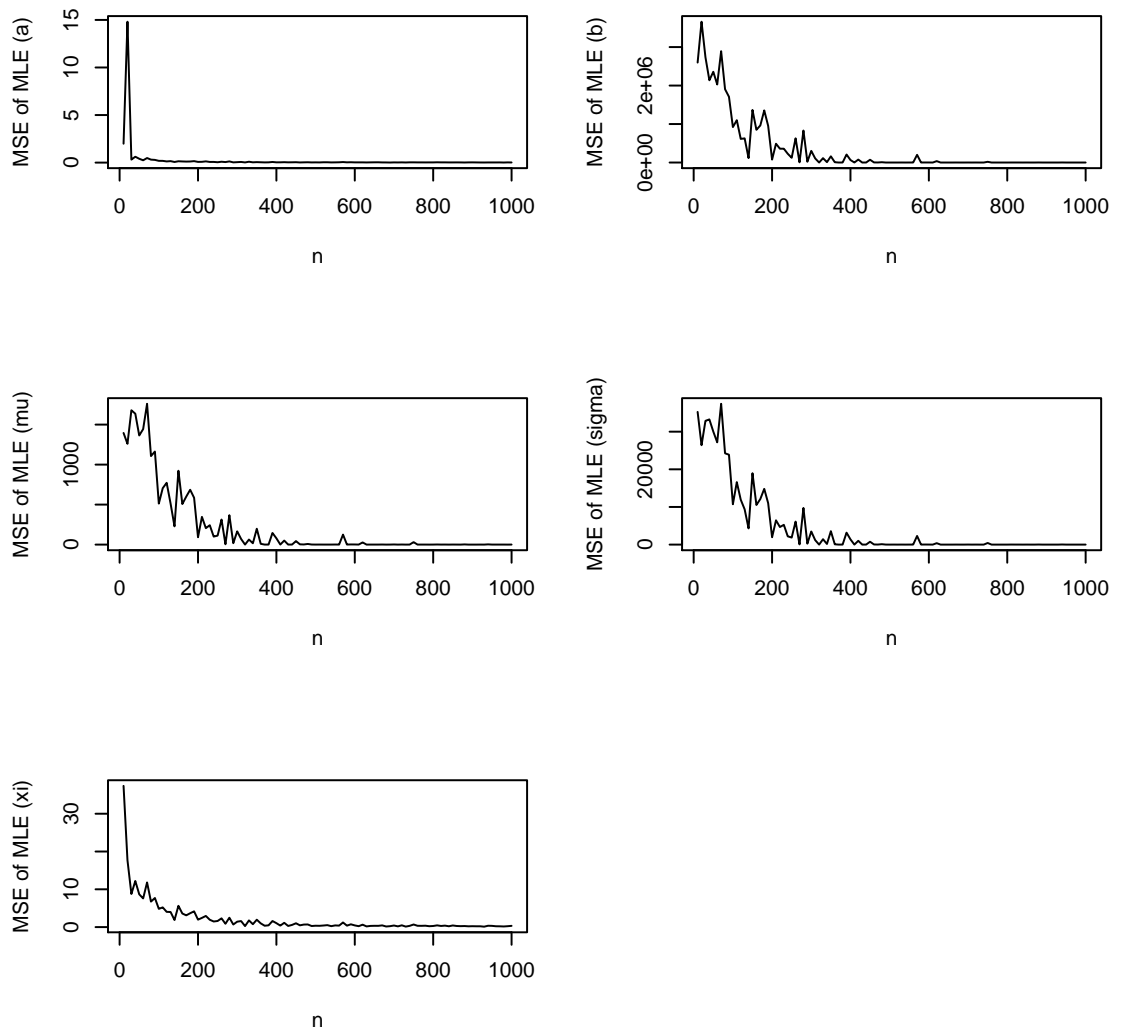 MSE of MLE (a)
0 5 10 15
0 200 400 600 800 1000
n
MSE of MLE (b)
0e+00 2e+06
0 200 400 600 800 1000
n
MSE of MLE (mu)
0 1000
0 200 400 600 800 1000
n
MSE of MLE (sigma)
0 20000
0 200 400 600 800 1000
n
MSE of MLE (xi)
0 10 30
0 200 400 600 800 1000
n